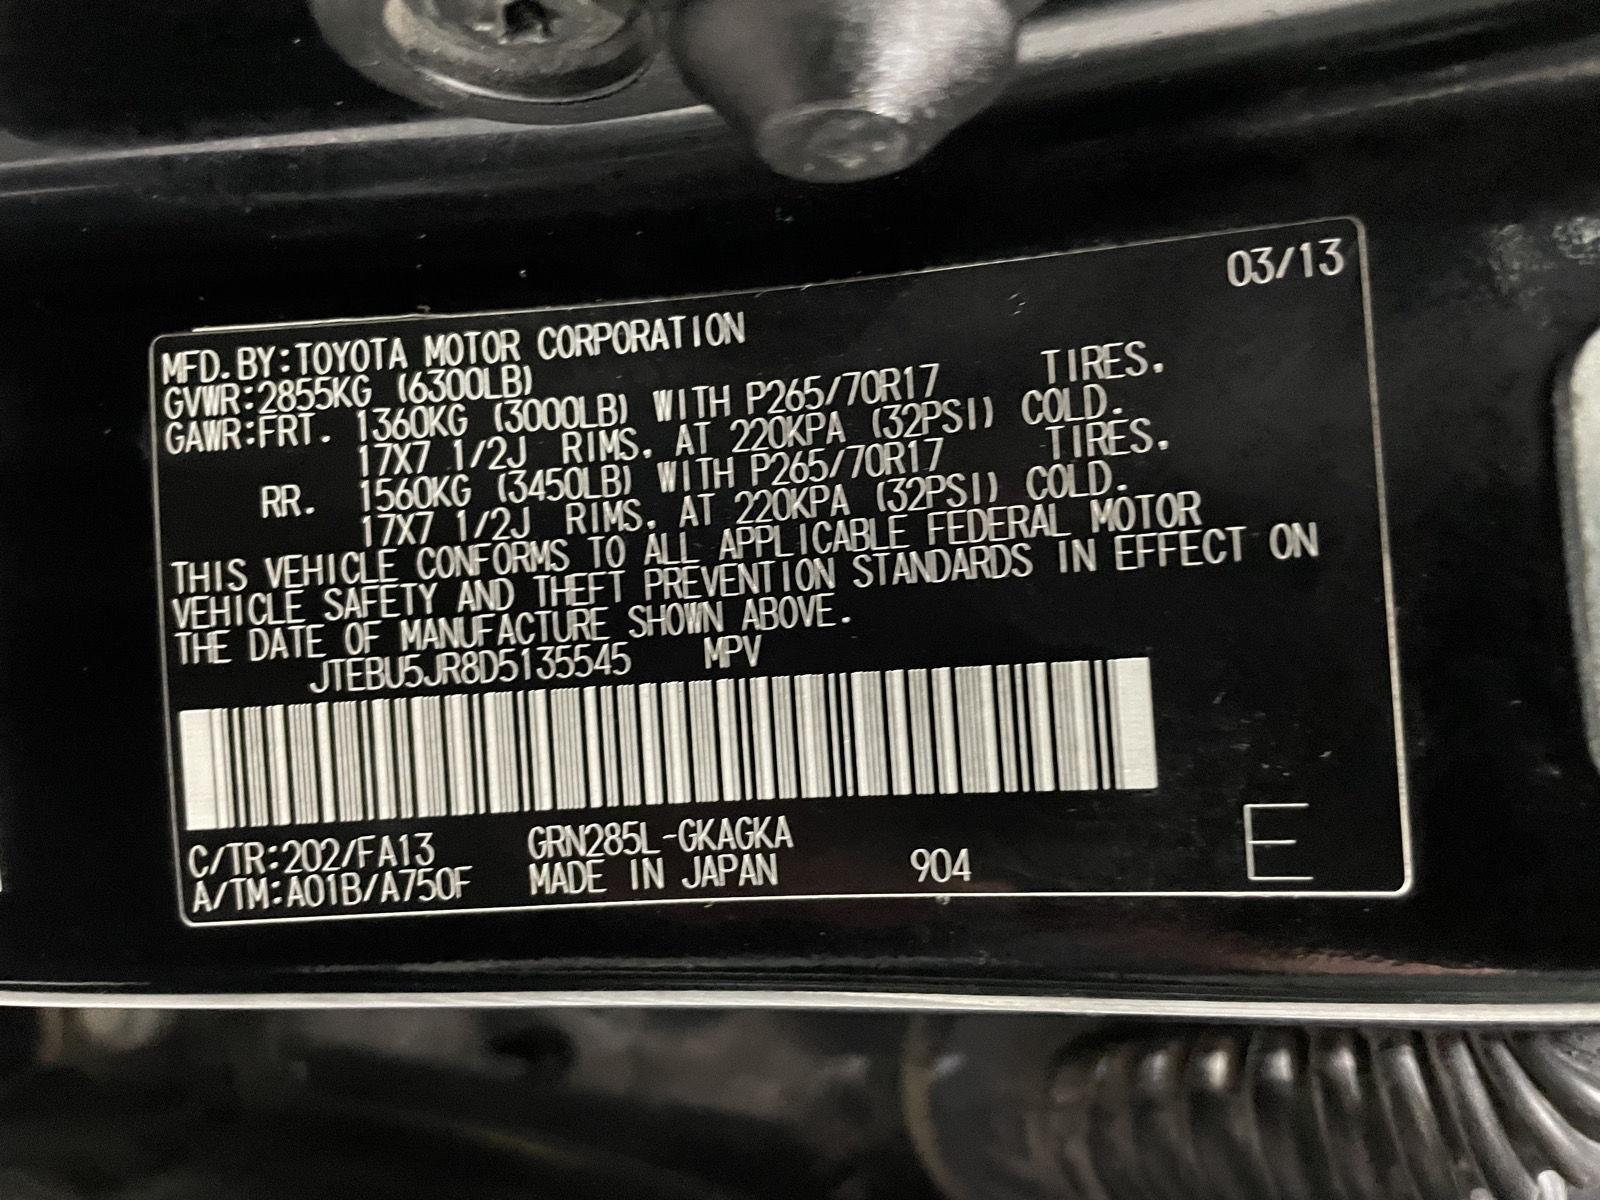 03/13
MFD.BY:TOYOTA MOTOR CORPORATION
GVWR:2855KG (6300LB)
GAWR:FRT. 1360KG (3000LB) WITH P265/70R17 TIRES.
17X7 1/2J RIMS, AT 220KPA (32PSI) COLD.
RR. 1560KG (3450LB) WITH P265/70R17 TIRES.
17X7 1/2J RIMS, AT 220KPA (32PSI) COLD.
THIS VEHICLE CONFORMS TO ALL APPLICABLE FEDERAL MOTOR
VEHICLE SAFETY AND THEFT PREVENTION STANDARDS IN EFFECT ON
THE DATE OF MANUFACTURE SHOWN ABOVE.
JTEBU5JR8D5135545 MPV
C/TR:202/FA13 GRN285L-GKAGKA
A/TM:A01B/A750F MADE IN JAPAN 904 E